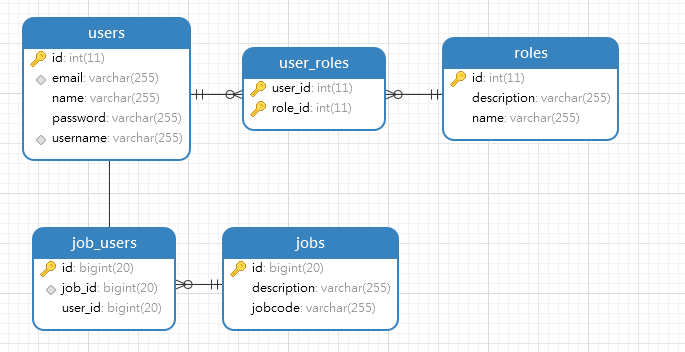 users
id: int(11)
email: varchar(255)
name: varchar(255)
password: varchar(255)
username: varchar(255)
user_roles
user_id: int(11)
role_id: int(11)
roles
id: int(11)
description: varchar(255)
name: varchar(255)
job_users
id: bigint(20)
job_id: bigint(20)
user_id: bigint(20)
jobs
id: bigint(20)
description: varchar(255)
jobcode: varchar(255)